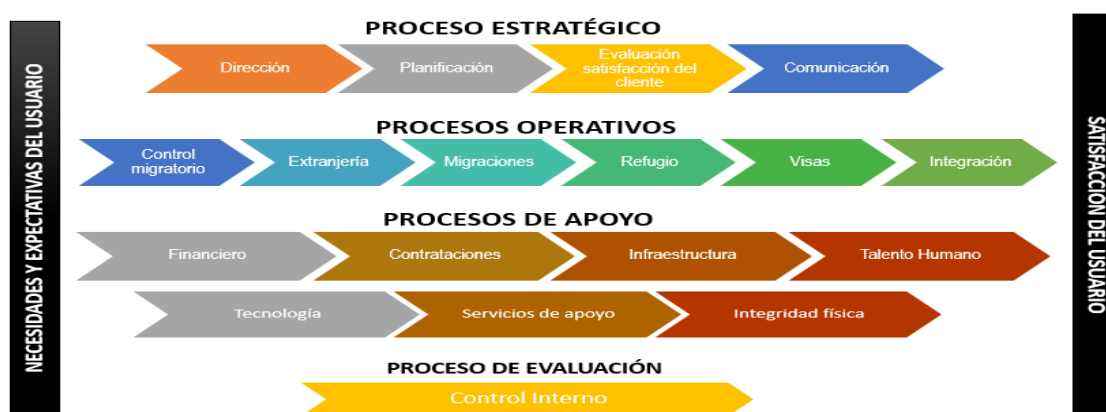 NECESIDADES Y EXPECTATIVAS DEL USUARIO
PROCESO ESTRATÉGICO
Dirección
Planificación
Evaluación
satisfacción del
cliente
Comunicación
PROCESOS OPERATIVOS
Control
migratorio
Extranjería
Migraciones
Refugio
Visas
Integración
PROCESOS DE APOYO
Financiero
Contrataciones
Infraestructura
Talento Humano
Tecnología
Servicios de apoyo
Integridad física
PROCESO DE EVALUACIÓN
Control Interno
SATISFACCION DEL USUARIO